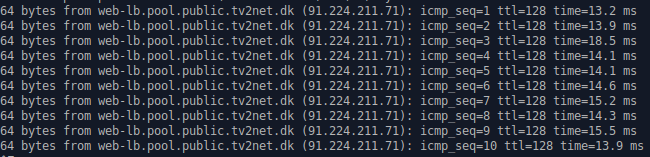 64 bytes from web-lb.pool.public.tv2net.dk (91.224.211.71): icmp_seq=1 ttl=128 time=13.2 ms
64 bytes from web-lb.pool.public.tv2net.dk (91.224.211.71): icmp_seq=2 ttl=128 time=13.9 ms
64 bytes from web-lb.pool.public.tv2net.dk (91.224.211.71): icmp_seq=3 ttl=128 time=18.5 ms
64 bytes from web-lb.pool.public.tv2net.dk (91.224.211.71): icmp_seq=4 ttl=128 time=14.1 ms
64 bytes from web-lb.pool.public.tv2net.dk (91.224.211.71): icmp_seq=5 ttl=128 time=14.1 ms
64 bytes from web-lb.pool.public.tv2net.dk (91.224.211.71): icmp_seq=6 ttl=128 time=14.6 ms
64 bytes from web-lb.pool.public.tv2net.dk (91.224.211.71): icmp_seq=7 ttl=128 time=15.2 ms
64 bytes from web-lb.pool.public.tv2net.dk (91.224.211.71): icmp_seq=8 ttl=128 time=14.3 ms
64 bytes from web-lb.pool.public.tv2net.dk (91.224.211.71): icmp_seq=9 ttl=128 time=15.5 ms
64 bytes from web-lb.pool.public.tv2net.dk (91.224.211.71): icmp_seq=10 ttl=128 time=13.9 ms